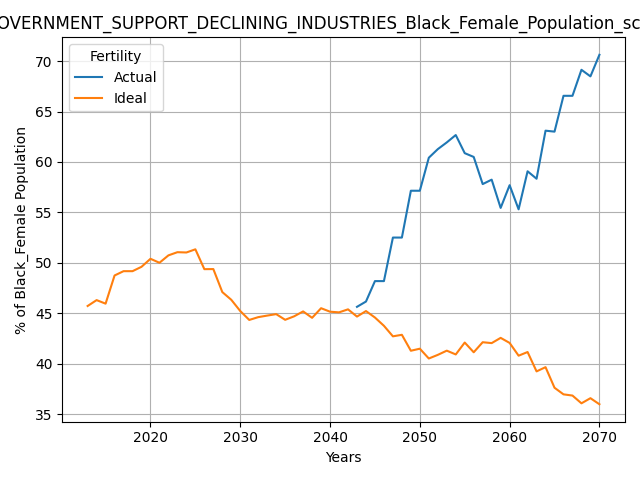 OVERNMENT_SUPPORT_DECLINING_INDUSTRIES_Black_Female_Population_sc
Fertility
Actual
Ideal
% of Black_Female Population
70
65
60
55
50
45
40
35
2020 2030 2040 2050 2060 2070
Years